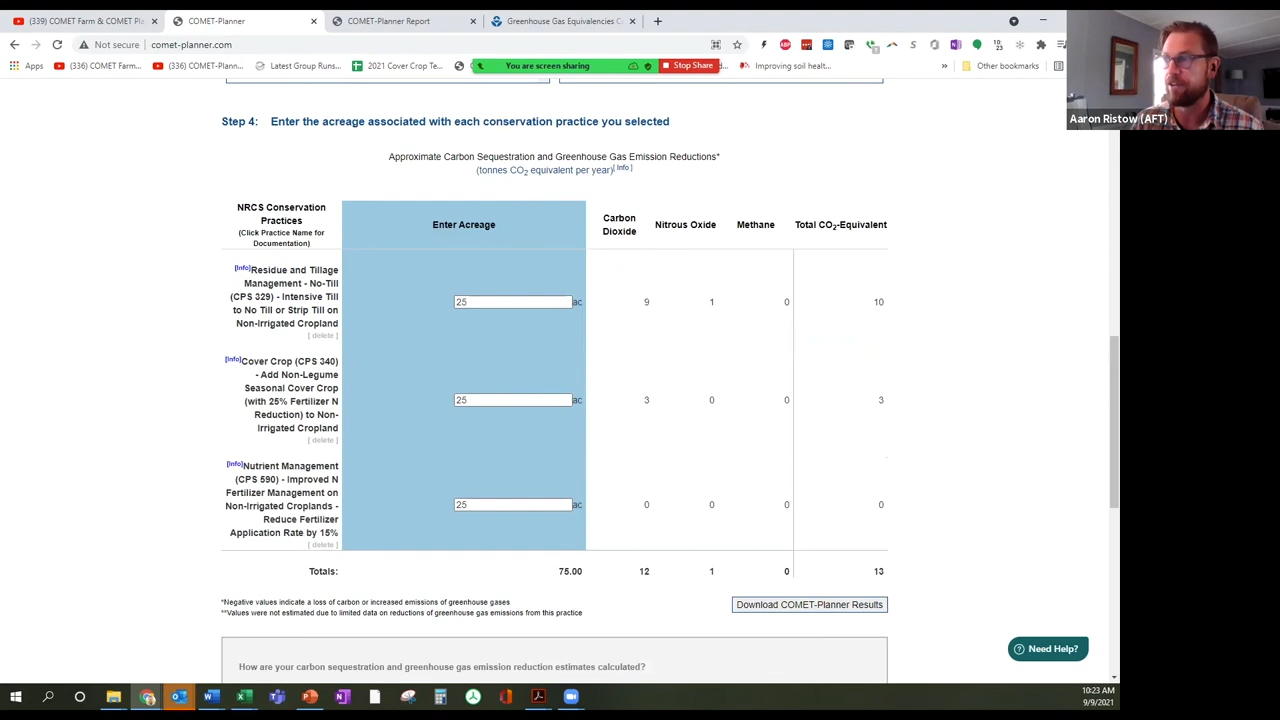 (339) COMET Farm & COMET Pla
COMET-Planner
COMET-Planner Report
Greenhouse Gas Equivalencies C
Not secure
comet-planner.com
Apps
(336) COMET Farm...
(336) COMET-Plann...
Latest Group Runs...
2021 Cover Crop Te...
You are screen sharing
Stop Share
d...
Improving soil healt...
»
Other bookmarks
Aaron Ristow (AFT)
Step 4: Enter the acreage associated with each conservation practice you selected
Approximate Carbon Sequestration and Greenhouse Gas Emission Reductions*
(tonnes CO2 equivalent per year)[ Info ]
NRCS Conservation
Practices
(Click Practice Name for
Documentation)
Enter Acreage
Carbon
Dioxide
Nitrous Oxide
Methane
Total CO2-Equivalent
[Info]Residue and Tillage
Management - No-Till
(CPS 329) - Intensive Till
to No Till or Strip Till on
Non-Irrigated Cropland
[ delete ]
25 ac 9 1 0 10
[Info]Cover Crop (CPS 340)
- Add Non-Legume
Seasonal Cover Crop
(with 25% Fertilizer N
Reduction) to Non-
Irrigated Cropland
[ delete ]
25 ac 3 0 0 3
[Info]Nutrient Management
(CPS 590) - Improved N
Fertilizer Management on
Non-Irrigated Croplands -
Reduce Fertilizer
Application Rate by 15%
[ delete ]
25 ac 0 0 0 0
Totals: 75.00 12 1 0 13
*Negative values indicate a loss of carbon or increased emissions of greenhouse gases
**Values were not estimated due to limited data on reductions of greenhouse gas emissions from this practice
Download COMET-Planner Results
How are your carbon sequestration and greenhouse gas emission reduction estimates calculated?
Need Help?
10:23 AM
9/9/2021